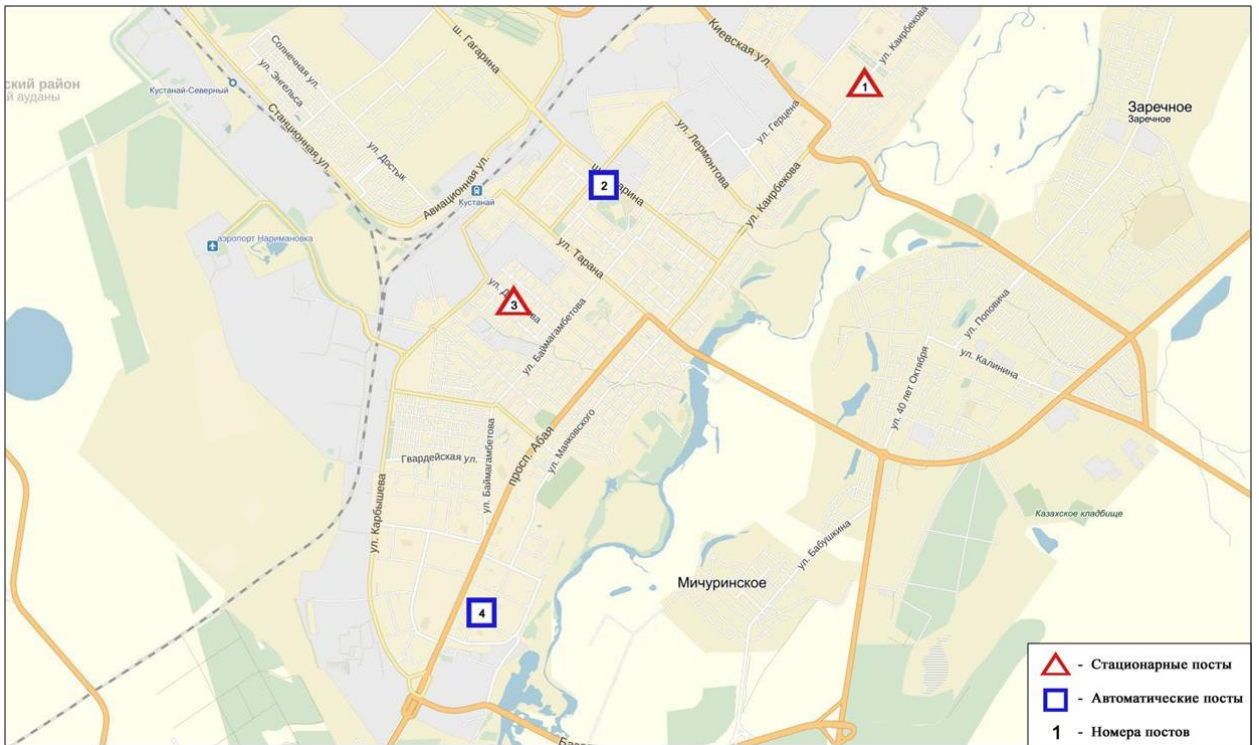 Киевская ул.
ул. Каирбекова
1
ш. Гагарина
Солнечная ул.
ул. Энгельса
ский район
й ауданы
Кустанай-Северный
Станционная ул.
ул. Достык
Авиационная ул.
Кустанай
ул. Герцена
ул. Лермонтова
Заречное
Заречное
2
ул. Каирбекова
аэропорт Наримановка
ул. Тарана
3
ул. Баймагамбетова
ул. Поповича
ул. Калинина
ул. 40 лет Октября
просп. Абая
ул. Маяковского
Гвардейская ул.
ул. Баймагамбетова
ул. Карбышева
Казахское кладбище
ул. Бабушкина
Мичуринское
4
- Стационарные посты
- Автоматические посты
1 - Номера постов